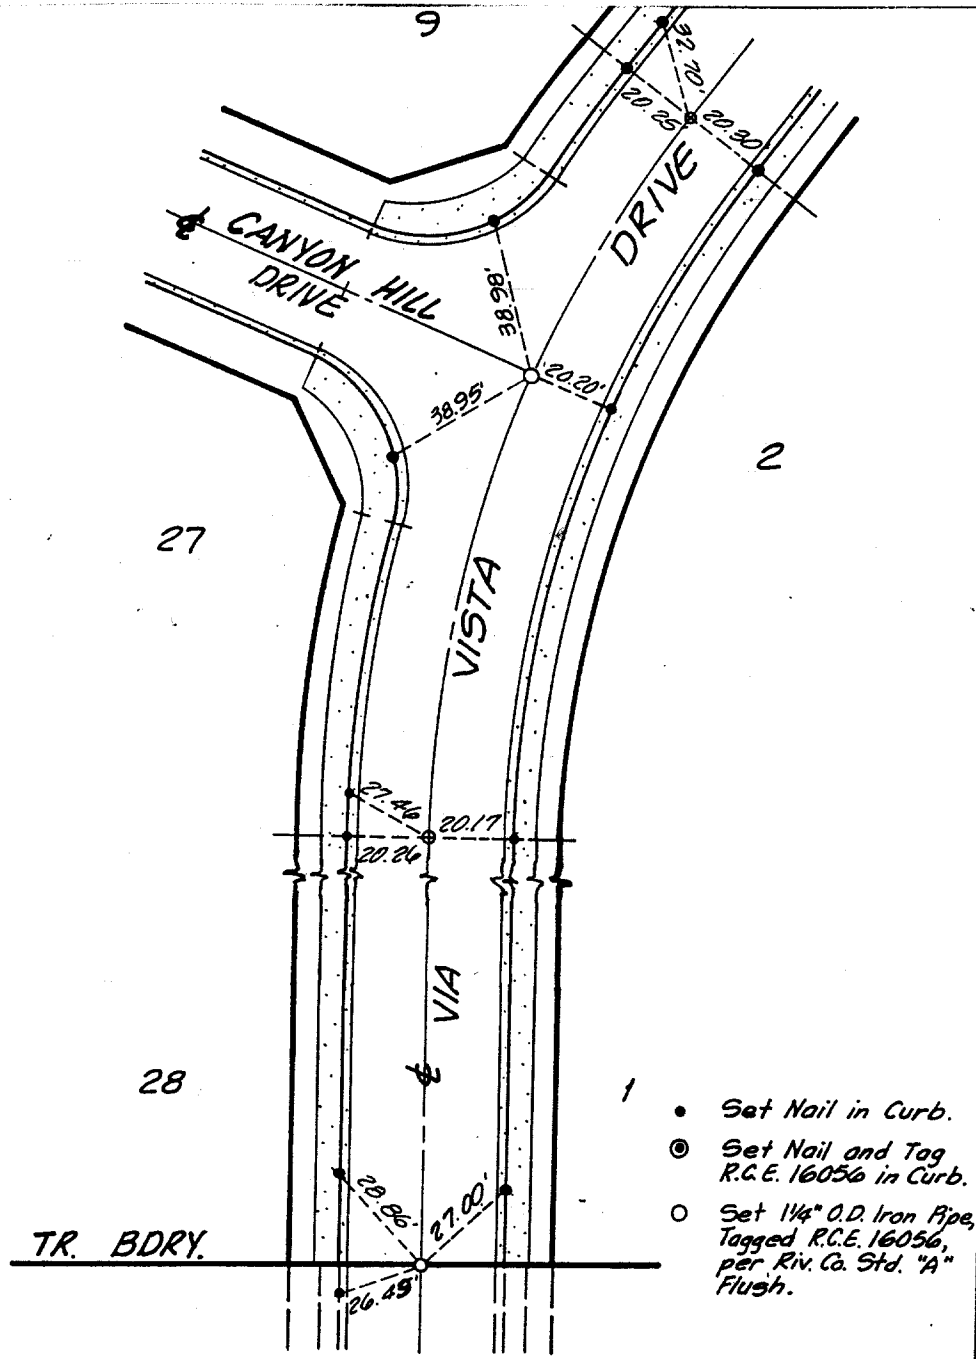 9
32.70'
20.25'
20.30'
DRIVE
℄ CANYON HILL
DRIVE
38.98'
20.20'
38.95'
2
27
VISTA
27.46
20.17
20.26
VIA
℄
28
1
• Set Nail in Curb.
Set Nail and Tag
R.C.E. 16056 in Curb.
Set 1¼" O.D. Iron Pipe,
Tagged R.C.E. 16056,
per Riv. Co. Std. "A"
Flush.
28.86'
27.00'
TR. BDRY.